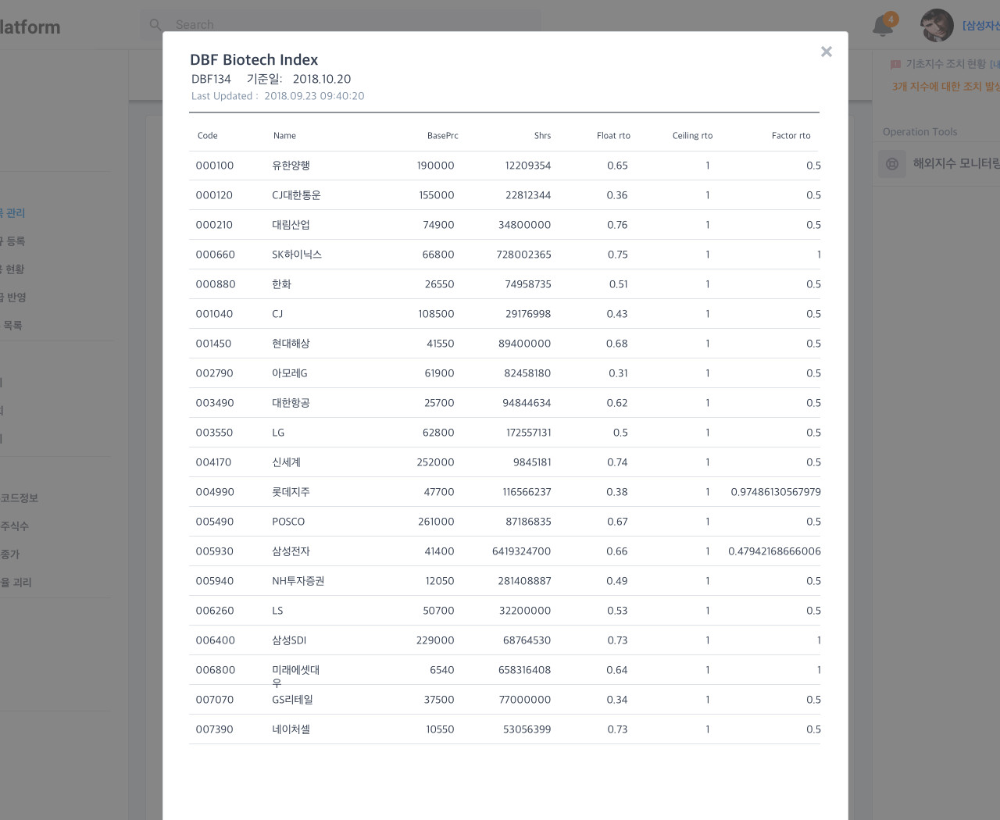 latform
Search
4
[삼성자산
기초지수 조치 현황
3개 지수에 대한 조치 발생
Operation Tools
해외지수 모니터링
관리
등록
현황
반영
목록
코드정보
주식수
종가
율 괴리
DBF Biotech Index
DBF134 기준일: 2018.10.20
Last Updated : 2018.09.23 09:40:20
Code Name BasePrc Shrs Float rto Ceiling rto Factor rto
000100 유한양행 190000 12209354 0.65 1 0.5
000120 CJ대한통운 155000 22812344 0.36 1 0.5
000210 대림산업 74900 34800000 0.76 1 0.5
000660 SK하이닉스 66800 728002365 0.75 1 1
000880 한화 26550 74958735 0.51 1 0.5
001040 CJ 108500 29176998 0.43 1 0.5
001450 현대해상 41550 89400000 0.68 1 0.5
002790 아모레G 61900 82458180 0.31 1 0.5
003490 대한항공 25700 94844634 0.62 1 0.5
003550 LG 62800 172557131 0.5 1 0.5
004170 신세계 252000 9845181 0.74 1 0.5
004990 롯데지주 47700 116566237 0.38 1 0.97486130567979
005490 POSCO 261000 87186835 0.67 1 0.5
005930 삼성전자 41400 6419324700 0.66 1 0.47942168666006
005940 NH투자증권 12050 281408887 0.49 1 0.5
006260 LS 50700 32200000 0.53 1 0.5
006400 삼성SDI 229000 68764530 0.73 1 1
006800 미래에셋대 6540 658316408 0.64 1 1
우
007070 GS리테일 37500 77000000 0.34 1 0.5
007390 네이처셀 10550 53056399 0.73 1 0.5